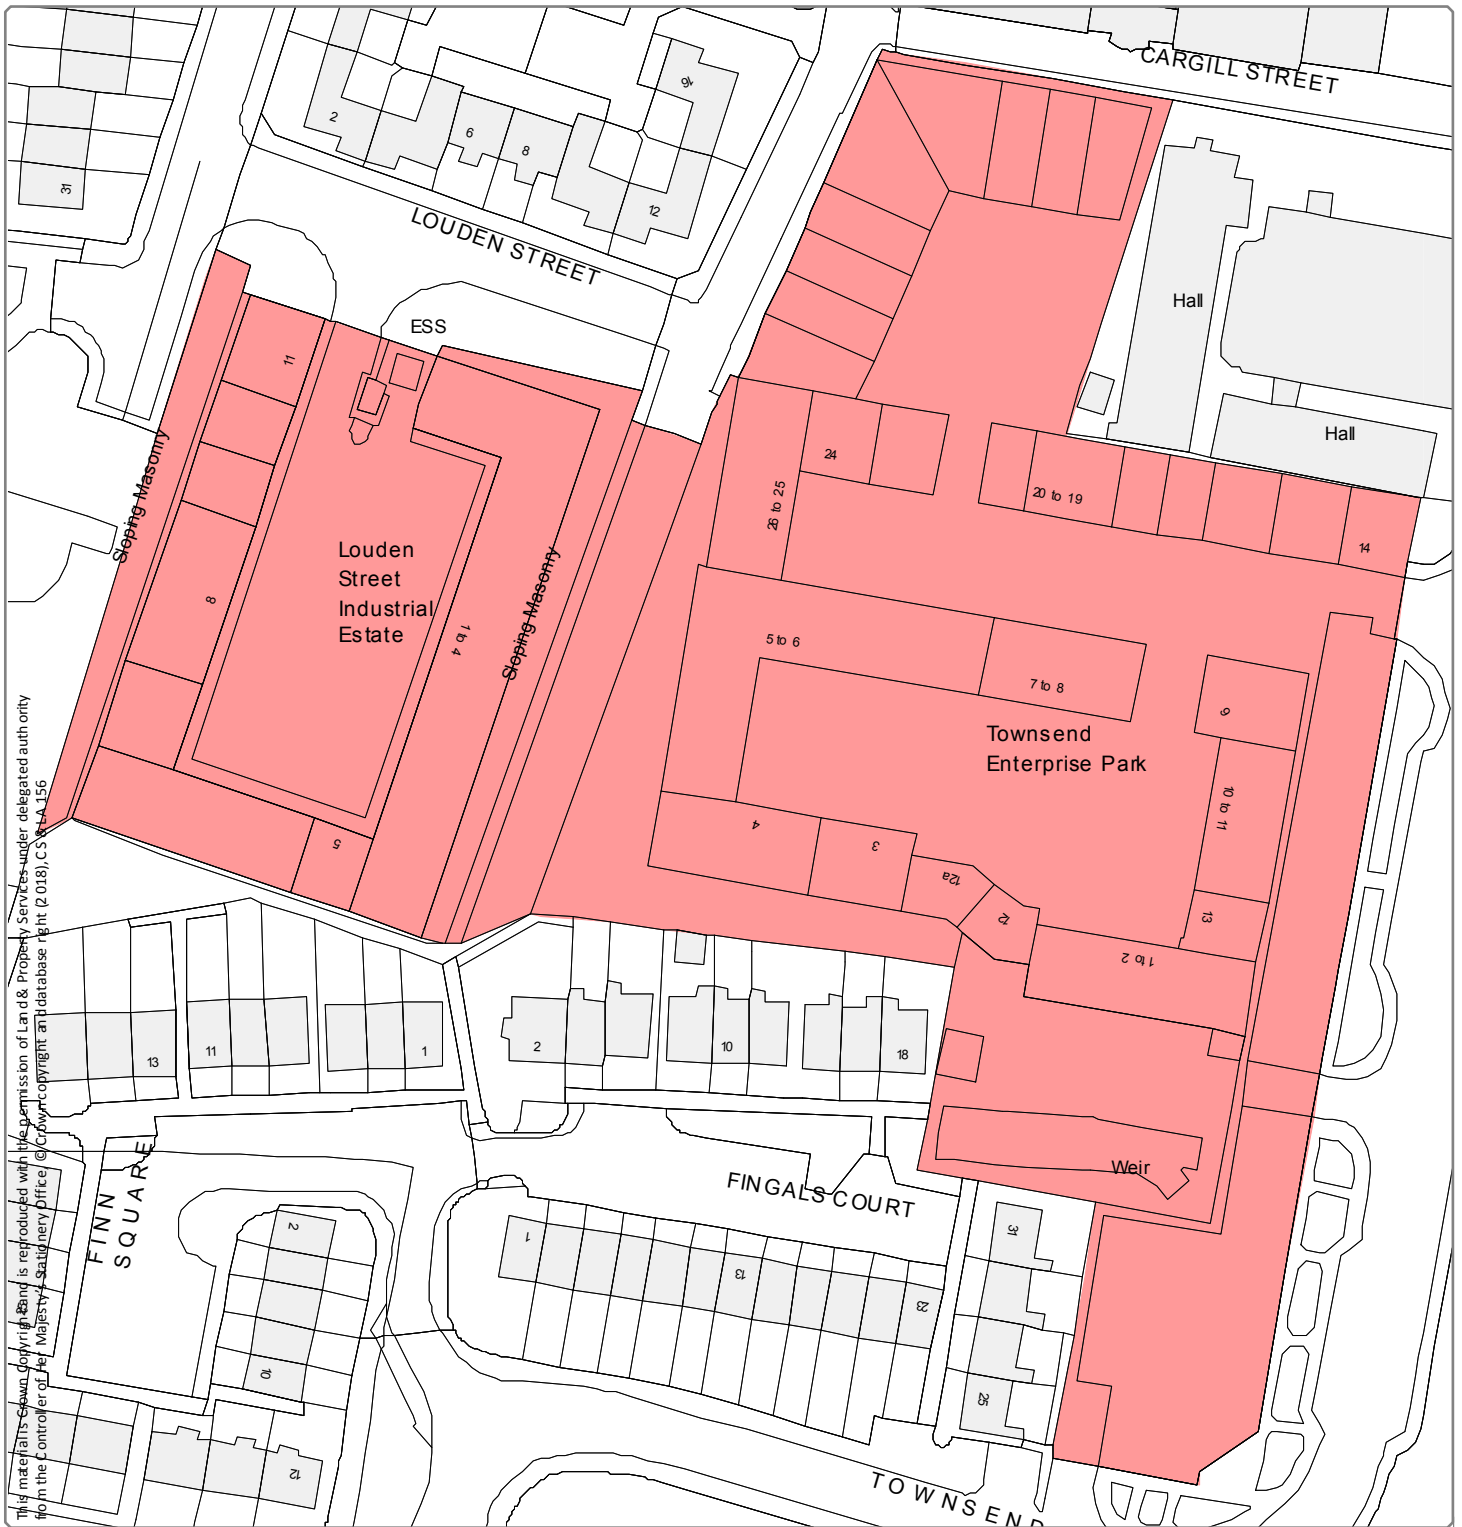 CARGILL STREET
2
6
8
9
12
31
LOUDEN STREET
Hall
Hall
ESS
11
Sloping Masonry
24
26 to 25
20 to 19
14
Louden
Street
Industrial
Estate
8
1 to 4
Sloping Masonry
5 to 6
7 to 8
9
Townsend
Enterprise Park
10 to 11
4
3
5
12a
12
13
1 to 2
13
11
1
2
10
18
Weir
FINN
SQUARE
FINGALS COURT
2
10
12
1
13
23
31
25
TOWNSEND
This material is Crown Copyright and is reproduced with the permission of Land & Property Services under delegated authority
from the Controller of Her Majesty's Stationery Office, © Crown copyright and database right (2018), CS & LA 156